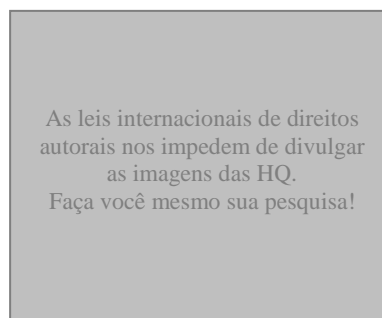 As leis internacionais de direitos
autorais nos impedem de divulgar
as imagens das HQ.
Faça você mesmo sua pesquisa!